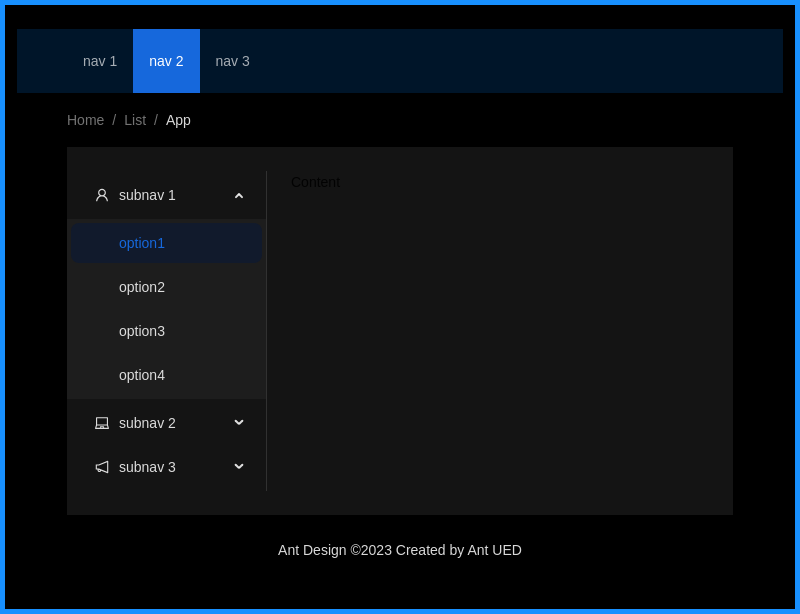 nav 1 nav 2 nav 3
Home / List / App
subnav 1
Content
option1
option2
option3
option4
subnav 2
subnav 3
Ant Design ©2023 Created by Ant UED